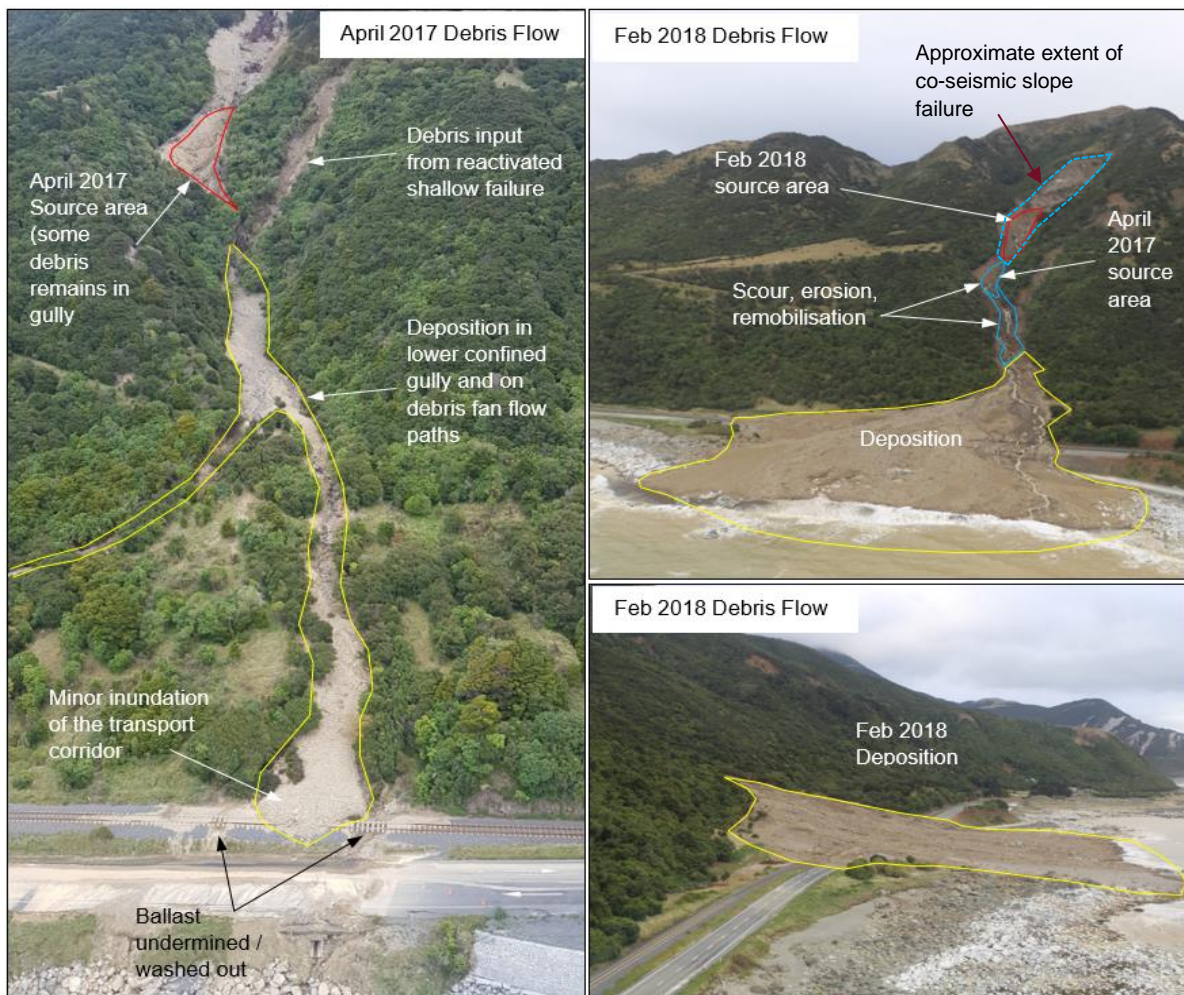 April 2017 Debris Flow
April 2017
Source area
(some
debris
remains in
gully
Debris input
from reactivated
shallow failure
Deposition in
lower confined
gully and on
debris fan flow
paths
Minor inundation
of the transport
corridor
Ballast
undermined /
washed out
Feb 2018 Debris Flow
Approximate extent of
co-seismic slope
failure
Feb 2018
source area
April
2017
source
area
Scour, erosion,
remobilisation
Deposition
Feb 2018 Debris Flow
Feb 2018
Deposition